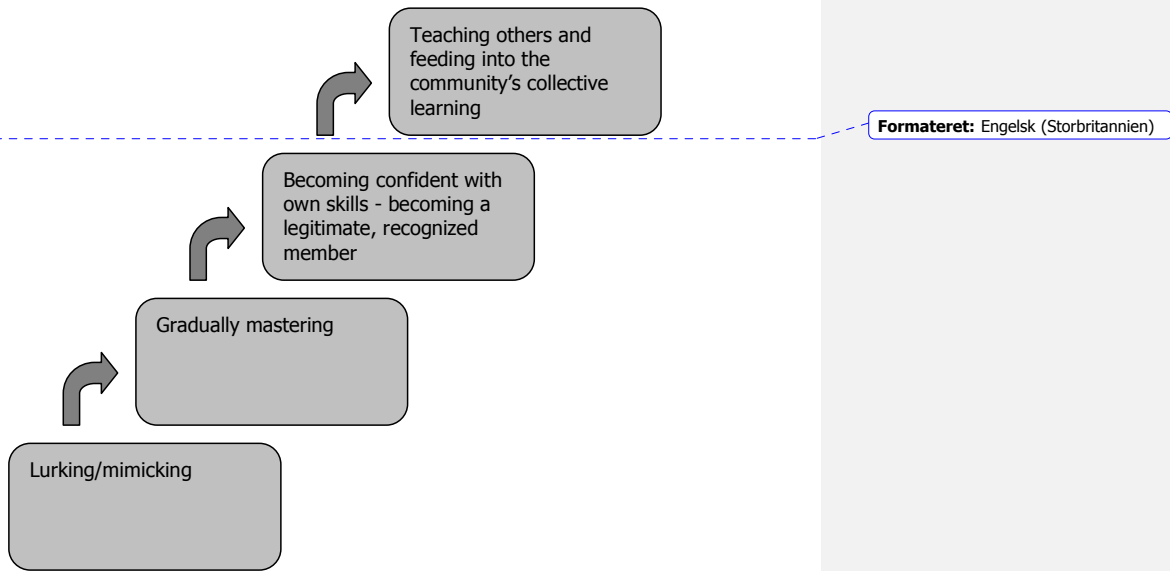 Teaching others and
feeding into the
community’s collective
learning
Formateret: Engelsk (Storbritannien)
Becoming confident with
own skills - becoming a
legitimate, recognized
member
Gradually mastering
Lurking/mimicking